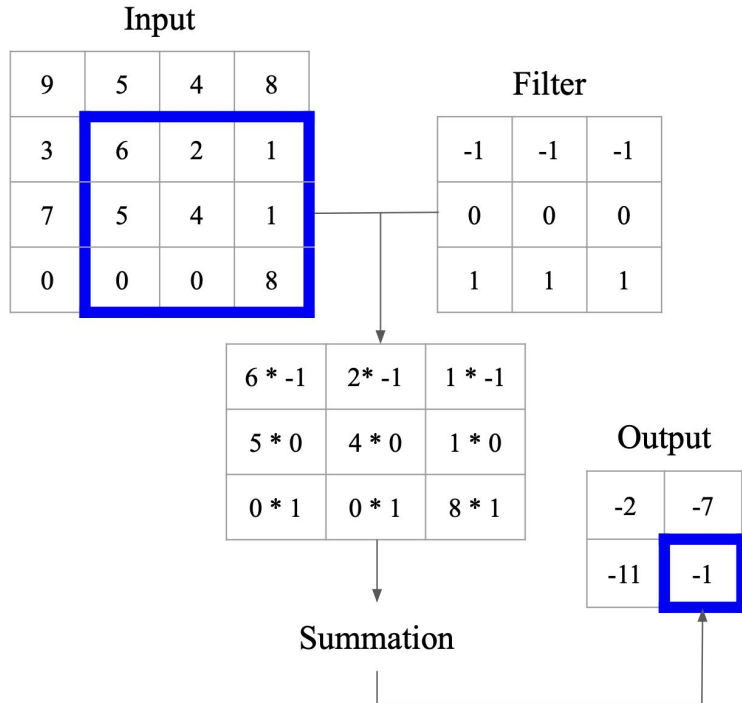 Input
9 5 4 8
3 6 2 1
7 5 4 1
0 0 0 8
Filter
-1 -1 -1
0 0 0
1 1 1
6 * -1 2* -1 1 * -1
5 * 0 4 * 0 1 * 0
0 * 1 0 * 1 8 * 1
Output
-2 -7
-11 -1
Summation